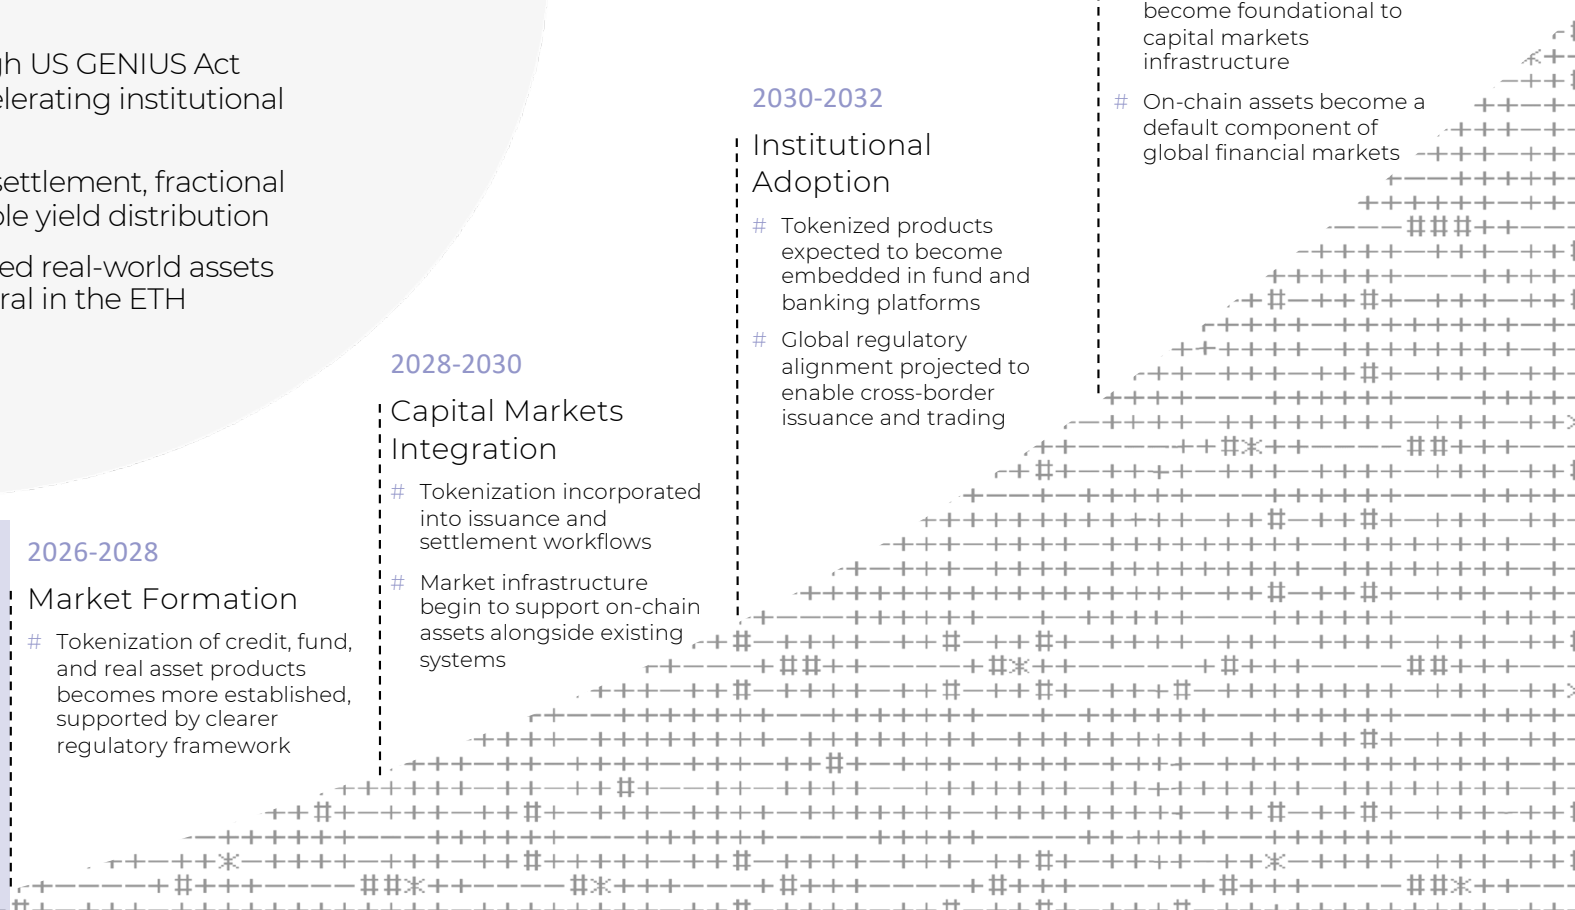 gh US GENIUS Act
elerating institutional
settlement, fractional
ble yield distribution
ed real-world assets
ral in the ETH
2026-2028
Market Formation
# Tokenization of credit, fund,
and real asset products
becomes more established,
supported by clearer
regulatory framework
2028-2030
Capital Markets
Integration
# Tokenization incorporated
into issuance and
settlement workflows
# Market infrastructure
begin to support on-chain
assets alongside existing
systems
2030-2032
Institutional
Adoption
# Tokenized products
expected to become
embedded in fund and
banking platforms
# Global regulatory
alignment projected to
enable cross-border
issuance and trading
become foundational to
capital markets
infrastructure
# On-chain assets become a
default component of
global financial markets